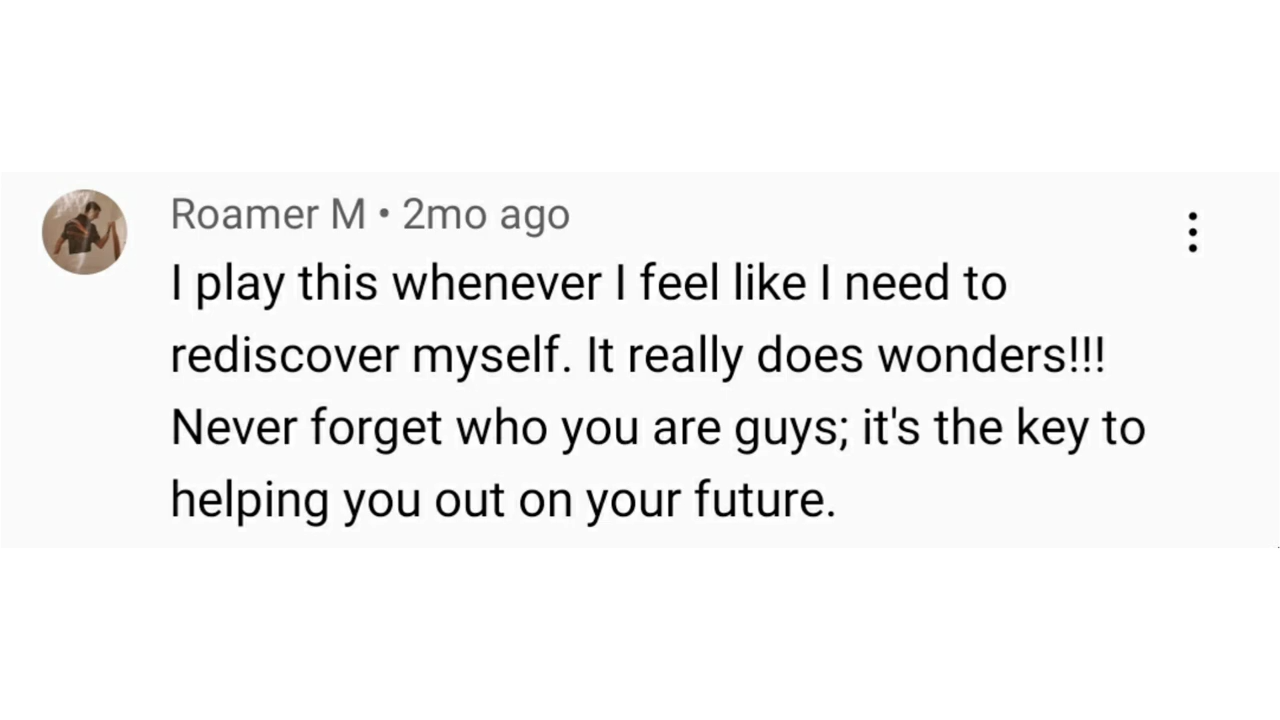 Roamer M • 2mo ago
I play this whenever I feel like I need to
rediscover myself. It really does wonders!!!
Never forget who you are guys; it's the key to
helping you out on your future.